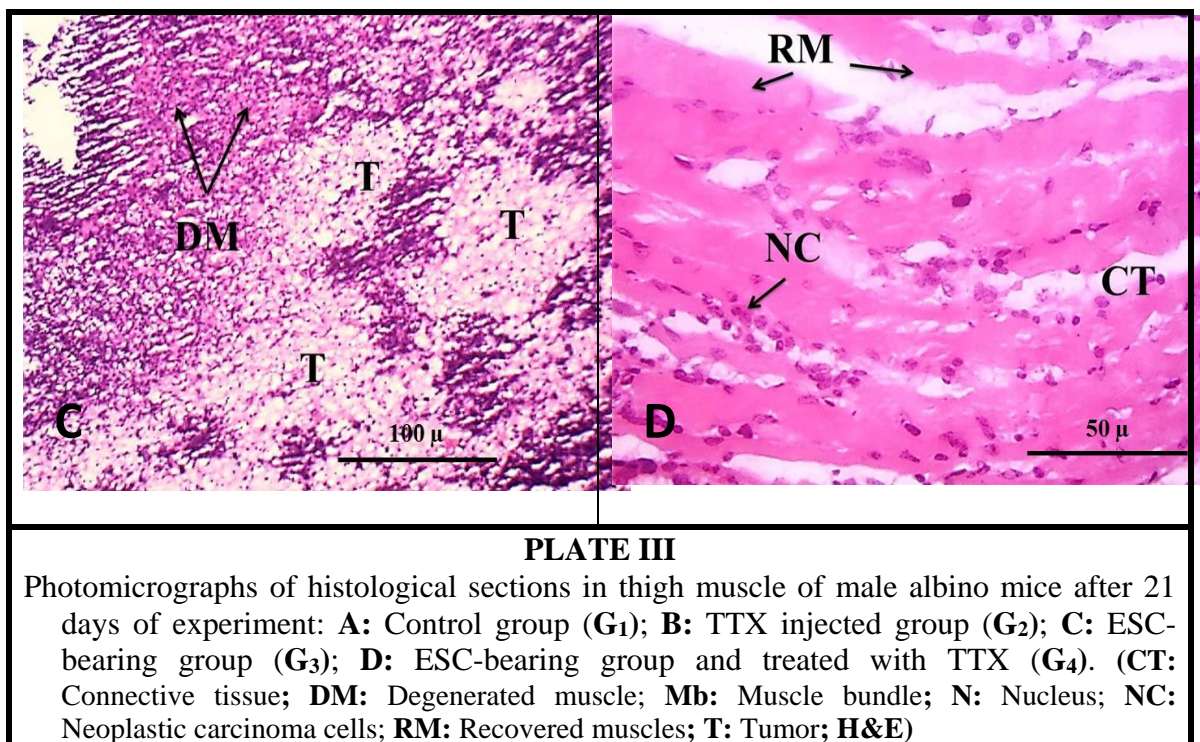 RM
T
T
DM
NC
CT
T
C
100 µ
D
50 µ
PLATE III
Photomicrographs of histological sections in thigh muscle of male albino mice after 21
days of experiment: A: Control group (G1); B: TTX injected group (G2); C: ESC-
bearing group (G3); D: ESC-bearing group and treated with TTX (G4). (CT:
Connective tissue; DM: Degenerated muscle; Mb: Muscle bundle; N: Nucleus; NC:
Neoplastic carcinoma cells; RM: Recovered muscles; T: Tumor; H&E)